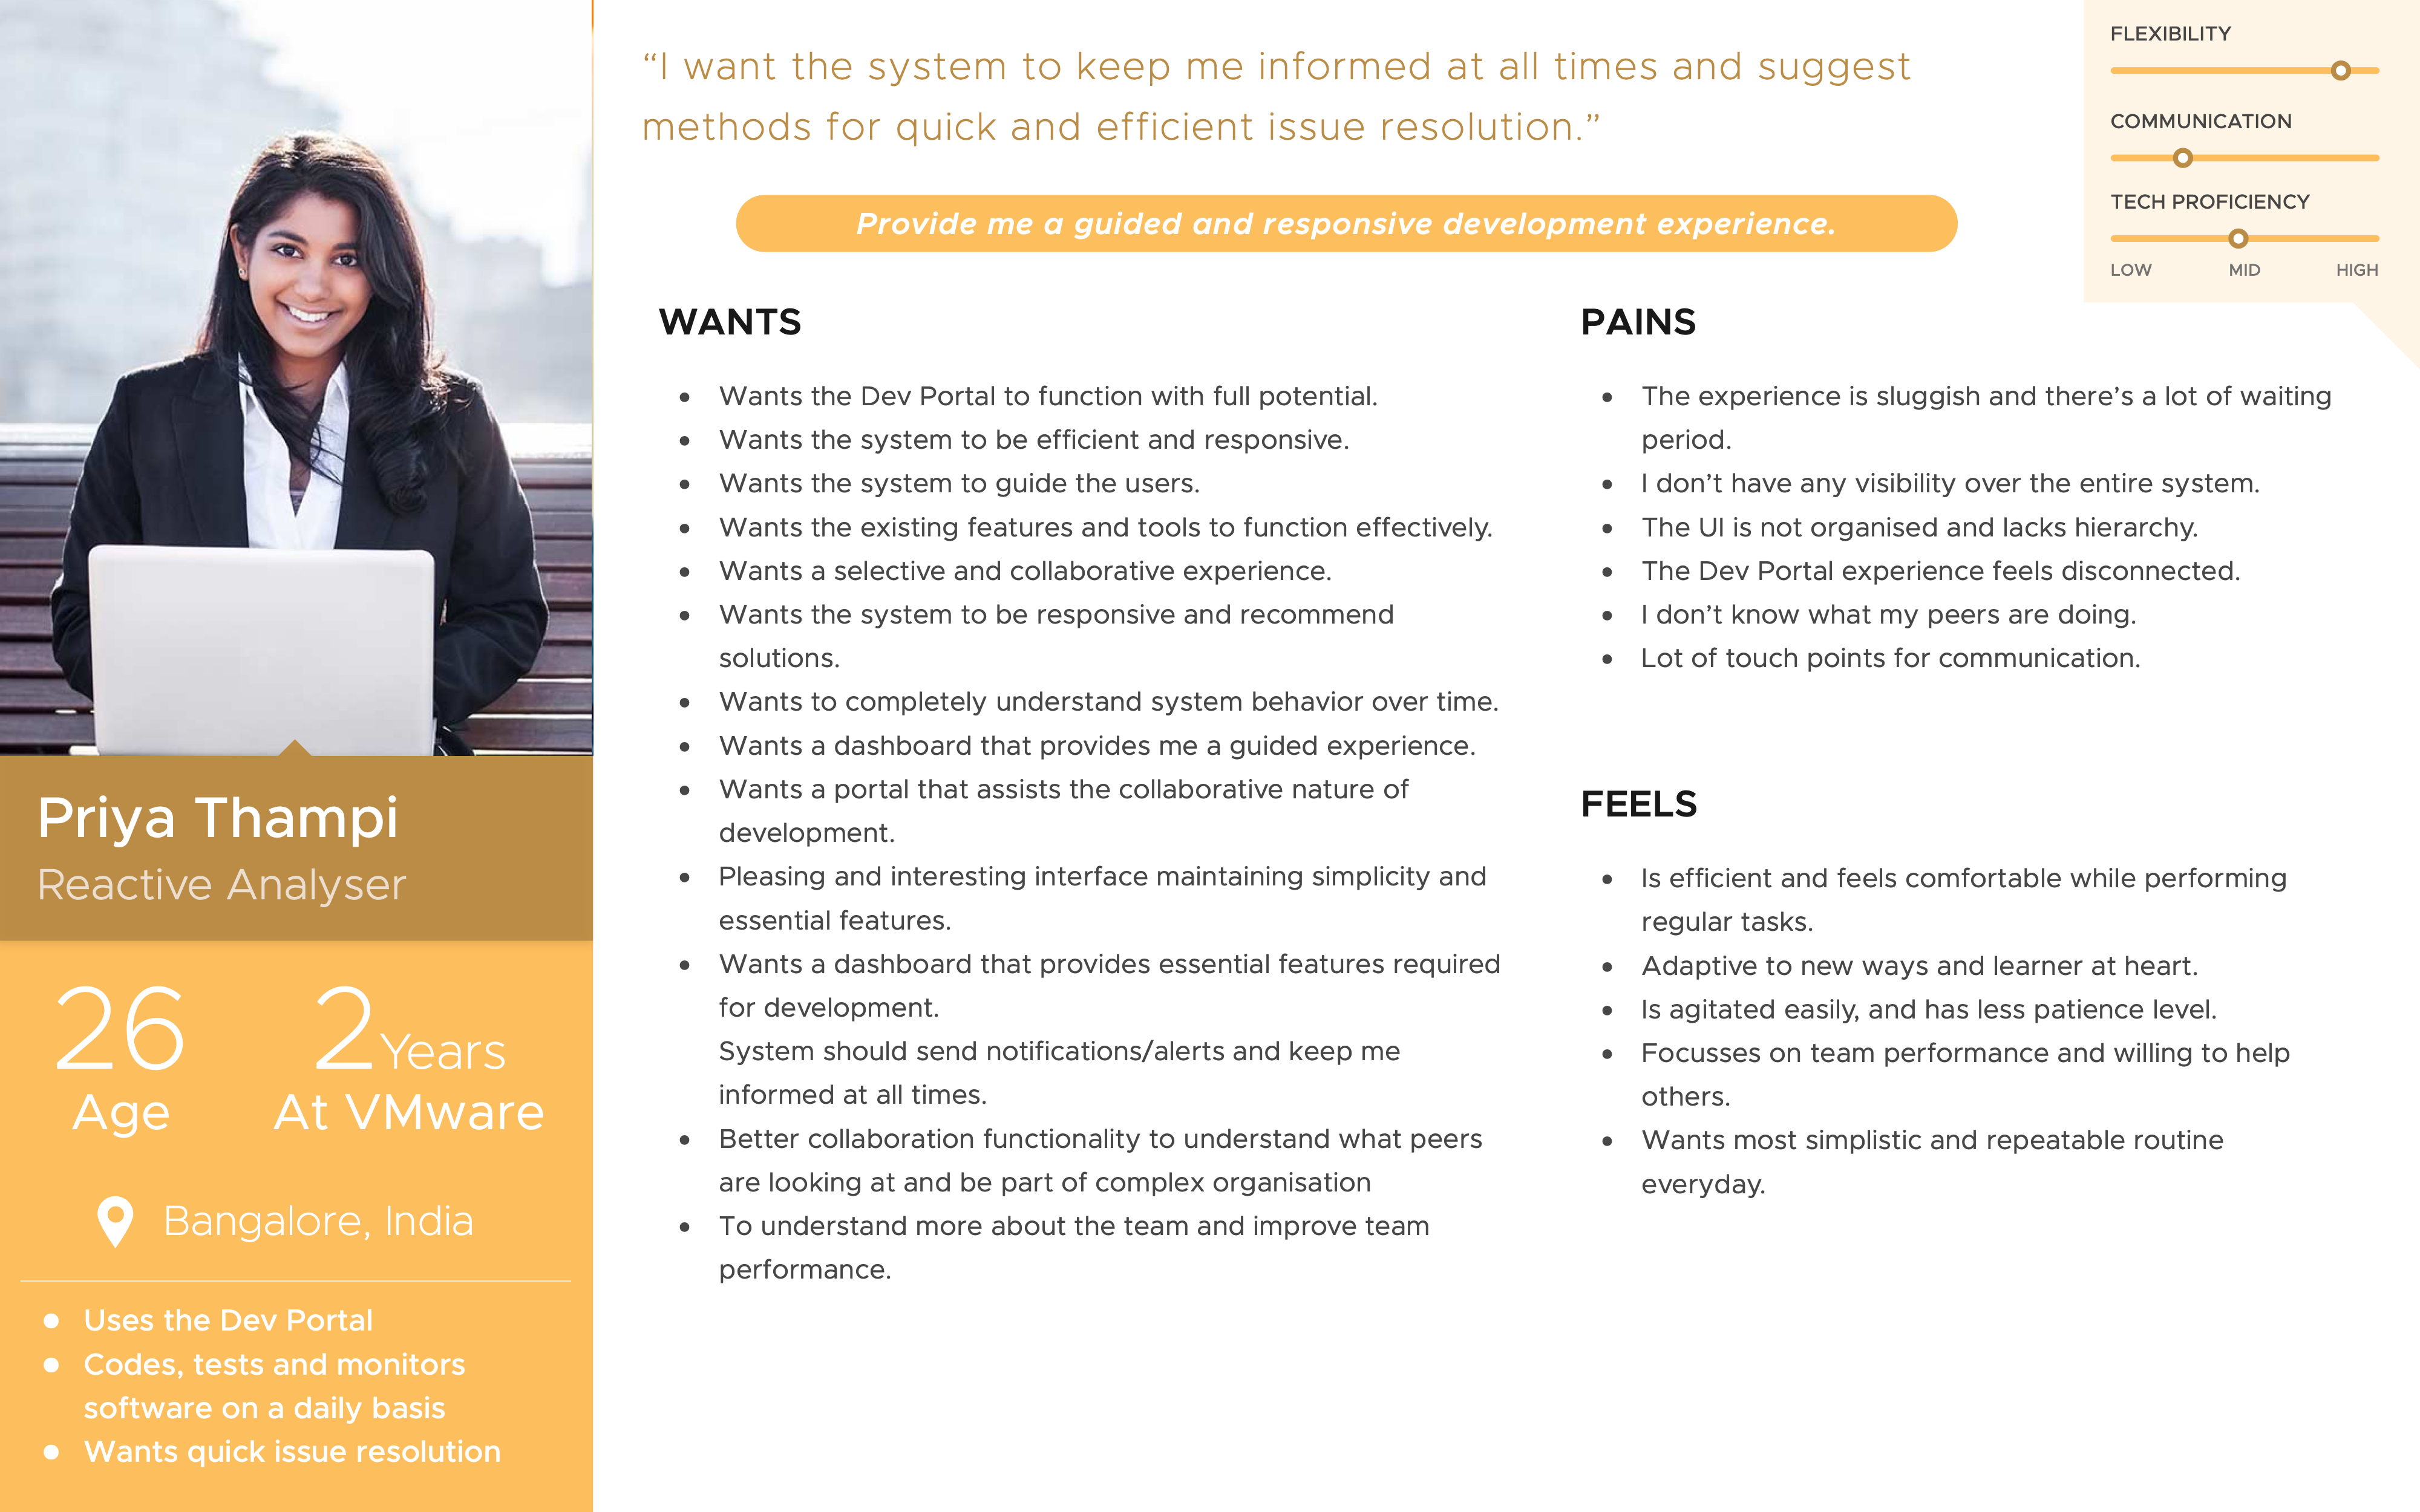 “I want the system to keep me informed at all times and suggest
methods for quick and efficient issue resolution.”
Provide me a guided and responsive development experience.
FLEXIBILITY
COMMUNICATION
TECH PROFICIENCY
LOW MID HIGH
Priya Thampi
Reactive Analyser
26
Age
2 Years
At VMware
Bangalore, India
• Uses the Dev Portal
• Codes, tests and monitors
software on a daily basis
• Wants quick issue resolution
WANTS
• Wants the Dev Portal to function with full potential.
• Wants the system to be efficient and responsive.
• Wants the system to guide the users.
• Wants the existing features and tools to function effectively.
• Wants a selective and collaborative experience.
• Wants the system to be responsive and recommend
solutions.
• Wants to completely understand system behavior over time.
• Wants a dashboard that provides me a guided experience.
• Wants a portal that assists the collaborative nature of
development.
• Pleasing and interesting interface maintaining simplicity and
essential features.
• Wants a dashboard that provides essential features required
for development.
System should send notifications/alerts and keep me
informed at all times.
• Better collaboration functionality to understand what peers
are looking at and be part of complex organisation
• To understand more about the team and improve team
performance.
PAINS
• The experience is sluggish and there’s a lot of waiting
period.
• I don’t have any visibility over the entire system.
• The UI is not organised and lacks hierarchy.
• The Dev Portal experience feels disconnected.
• I don’t know what my peers are doing.
• Lot of touch points for communication.
FEELS
• Is efficient and feels comfortable while performing
regular tasks.
• Adaptive to new ways and learner at heart.
• Is agitated easily, and has less patience level.
• Focusses on team performance and willing to help
others.
• Wants most simplistic and repeatable routine
everyday.